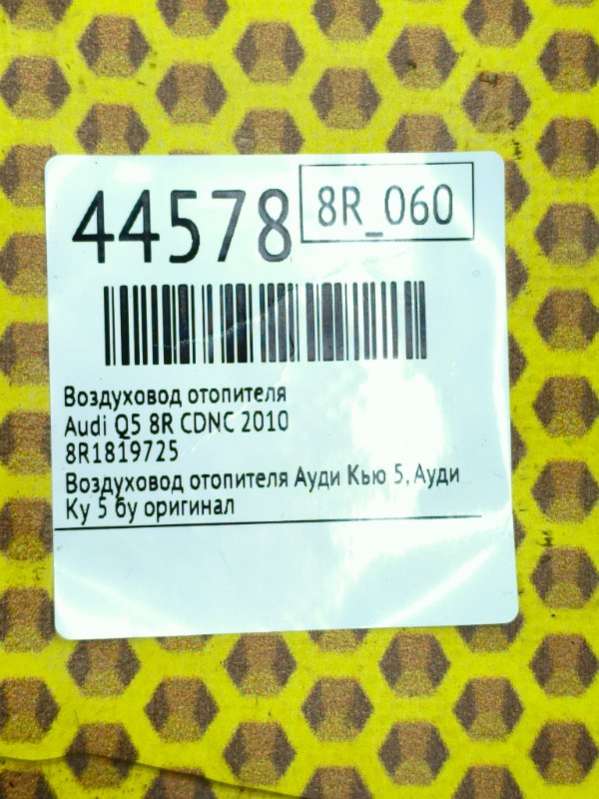 44578
8R_060
Воздуховод отопителя
Audi Q5 8R CDNC 2010
8R1819725
Воздуховод отопителя Ауди Кью 5, Ауди
Ку 5 бу оригинал